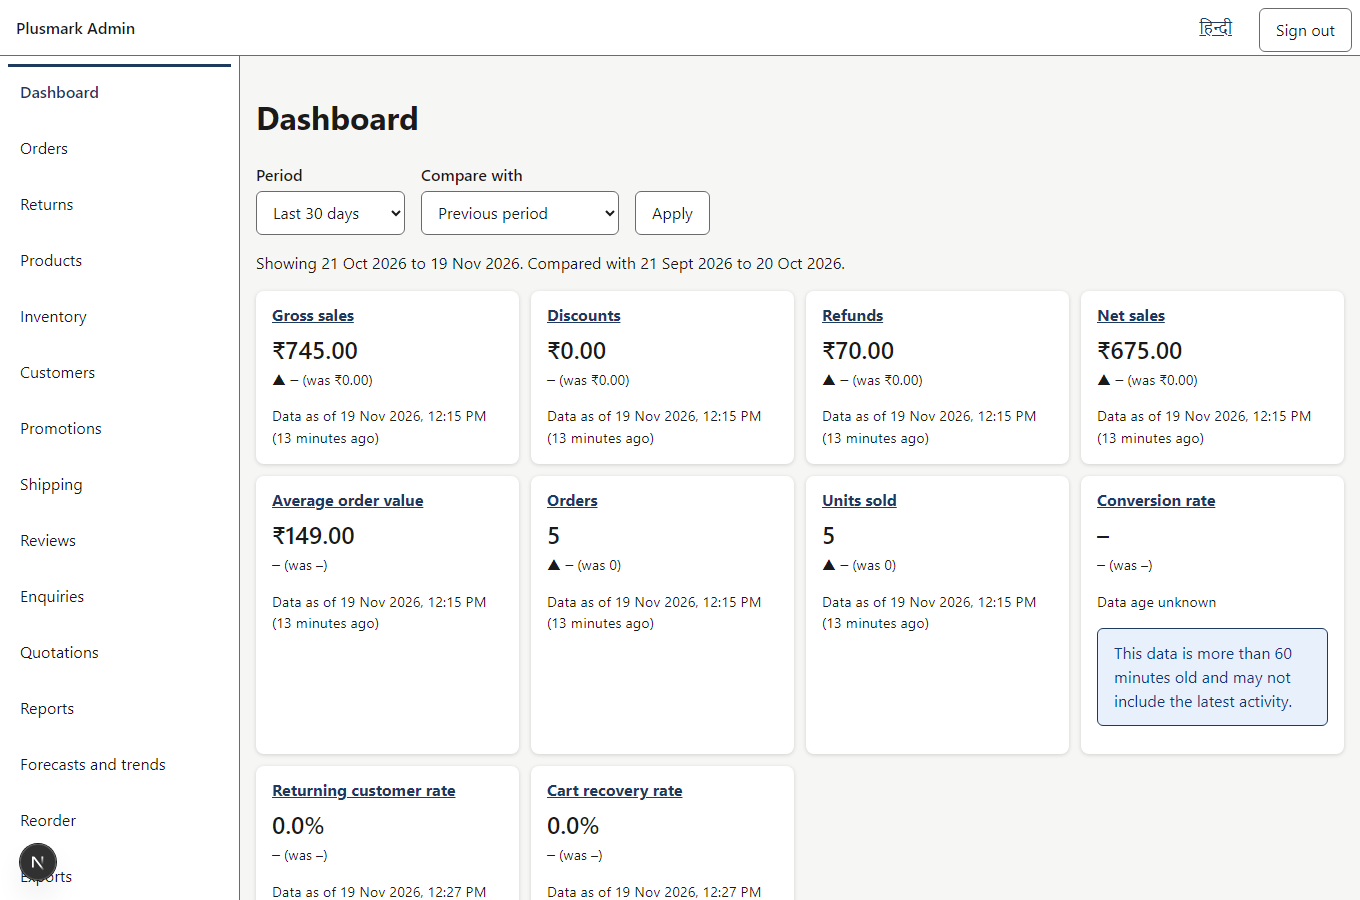 Plusmark Admin
हिन्दी
Sign out
Dashboard
Orders
Returns
Products
Inventory
Customers
Promotions
Shipping
Reviews
Enquiries
Quotations
Reports
Forecasts and trends
Reorder
N
Exports
Dashboard
Period
Compare with
Last 30 days
Previous period
Apply
Showing 21 Oct 2026 to 19 Nov 2026. Compared with 21 Sept 2026 to 20 Oct 2026.
Gross sales
₹745.00
▲ – (was ₹0.00)
Data as of 19 Nov 2026, 12:15 PM
(13 minutes ago)
Discounts
₹0.00
– (was ₹0.00)
Data as of 19 Nov 2026, 12:15 PM
(13 minutes ago)
Refunds
₹70.00
▲ – (was ₹0.00)
Data as of 19 Nov 2026, 12:15 PM
(13 minutes ago)
Net sales
₹675.00
▲ – (was ₹0.00)
Data as of 19 Nov 2026, 12:15 PM
(13 minutes ago)
Average order value
₹149.00
– (was –)
Data as of 19 Nov 2026, 12:15 PM
(13 minutes ago)
Orders
5
▲ – (was 0)
Data as of 19 Nov 2026, 12:15 PM
(13 minutes ago)
Units sold
5
▲ – (was 0)
Data as of 19 Nov 2026, 12:15 PM
(13 minutes ago)
Conversion rate
–
– (was –)
Data age unknown
This data is more than 60
minutes old and may not
include the latest activity.
Returning customer rate
0.0%
– (was –)
Data as of 19 Nov 2026, 12:27 PM
Cart recovery rate
0.0%
– (was –)
Data as of 19 Nov 2026, 12:27 PM